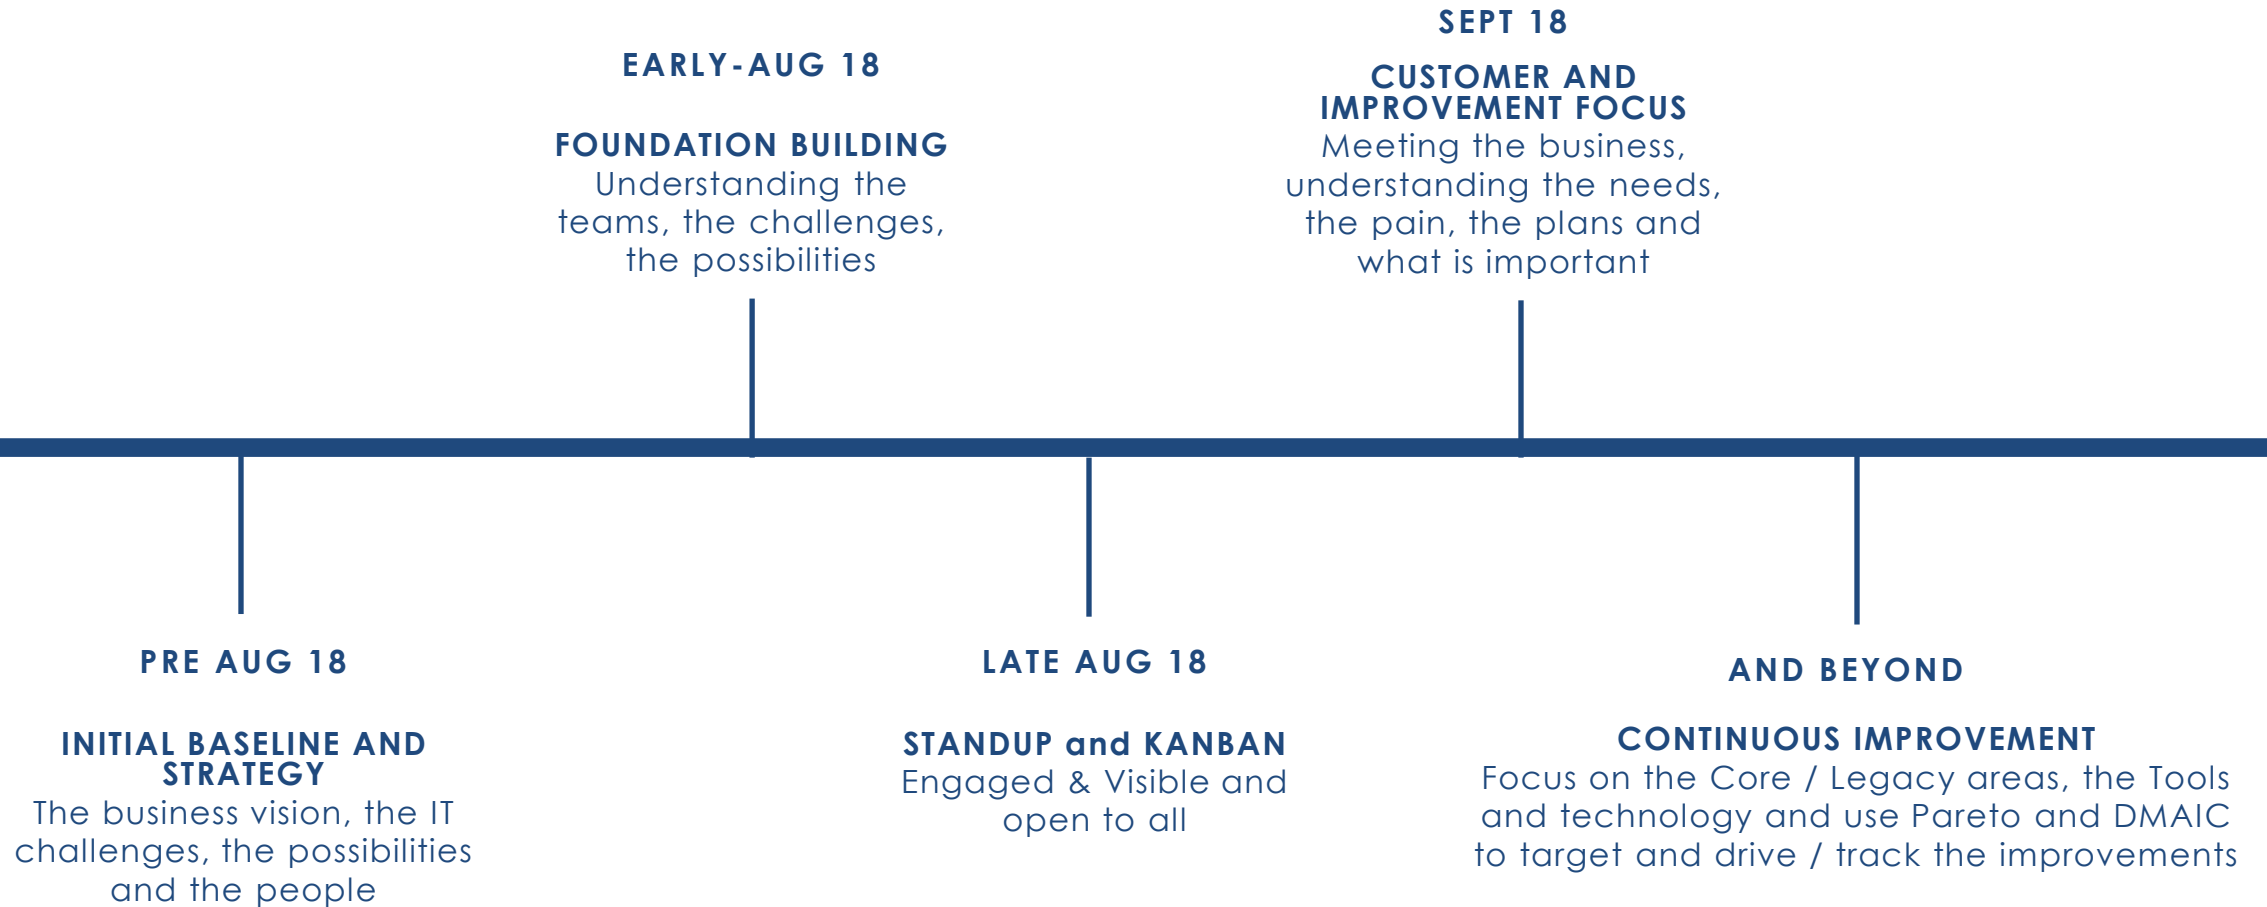 PRE AUG 18
INITIAL BASELINE AND
STRATEGY
The business vision, the IT
challenges, the possibilities
and the people
EARLY-AUG 18
FOUNDATION BUILDING
Understanding the
teams, the challenges,
the possibilities
LATE AUG 18
STANDUP and KANBAN
Engaged & Visible and
open to all
SEPT 18
CUSTOMER AND
IMPROVEMENT FOCUS
Meeting the business,
understanding the needs,
the pain, the plans and
what is important
AND BEYOND
CONTINUOUS IMPROVEMENT
Focus on the Core / Legacy areas, the Tools
and technology and use Pareto and DMAIC
to target and drive / track the improvements